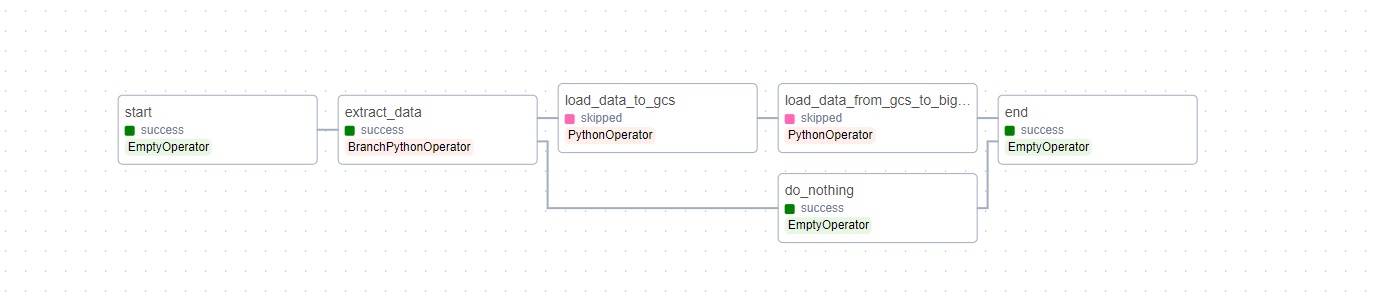 start
success
EmptyOperator
extract_data
success
BranchPythonOperator
load_data_to_gcs
skipped
PythonOperator
load_data_from_gcs_to_big...
skipped
PythonOperator
do_nothing
success
EmptyOperator
end
success
EmptyOperator